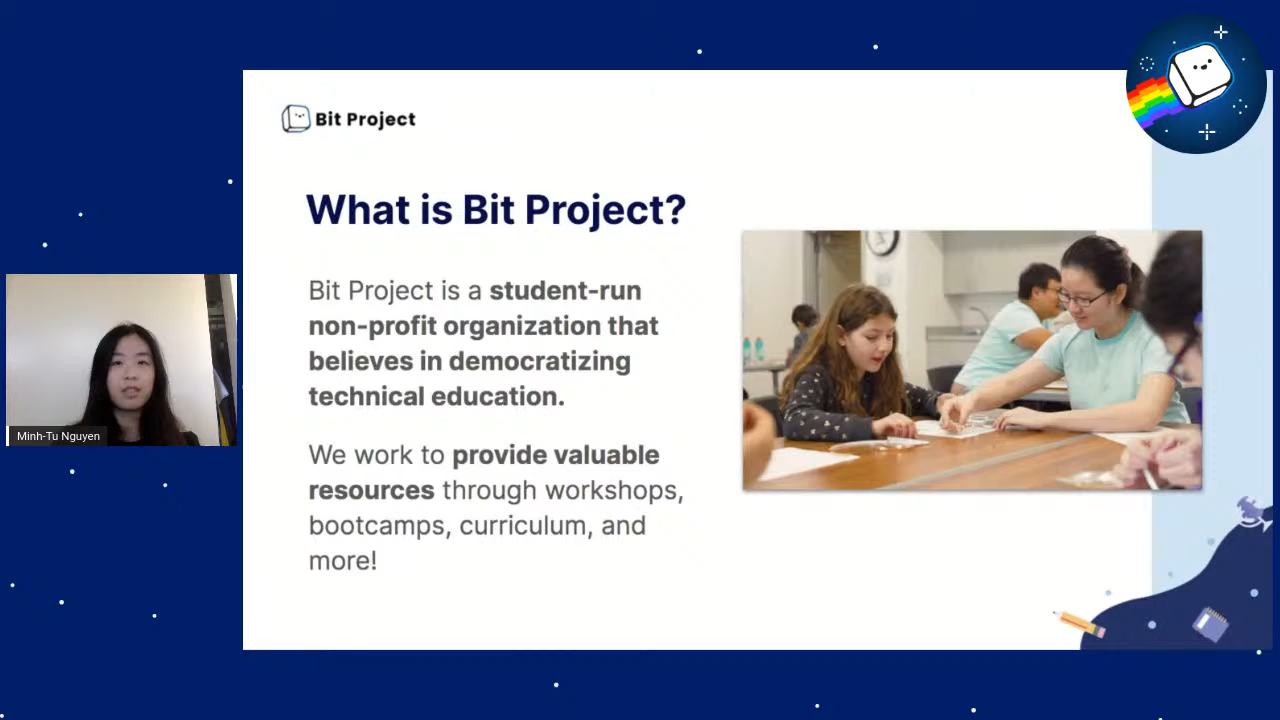 Bit Project
What is Bit Project?
Bit Project is a student-run
non-profit organization that
believes in democratizing
technical education.
We work to provide valuable
resources through workshops,
bootcamps, curriculum, and
more!
Minh-Tu Nguyen